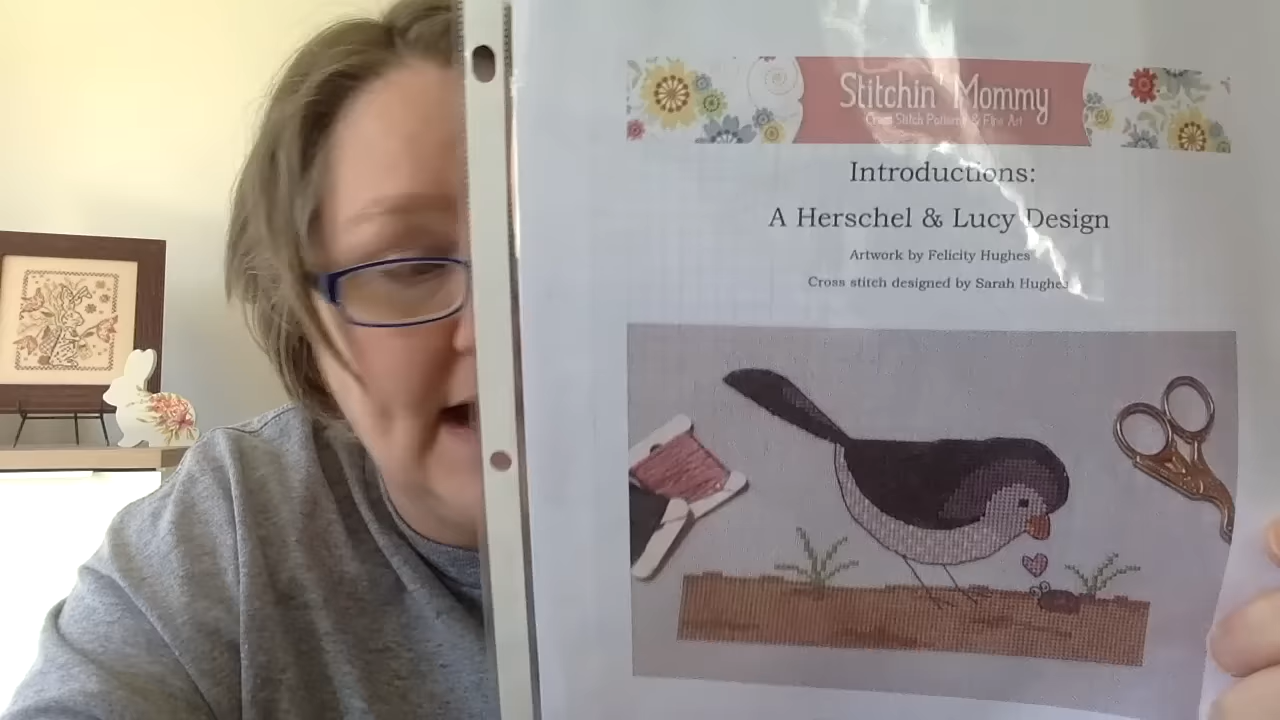 Stitchin' Mommy
Cross Stitch Patterns & Fine Art
Introductions:
A Herschel & Lucy Design
Artwork by Felicity Hughes
Cross stitch designed by Sarah Hughes